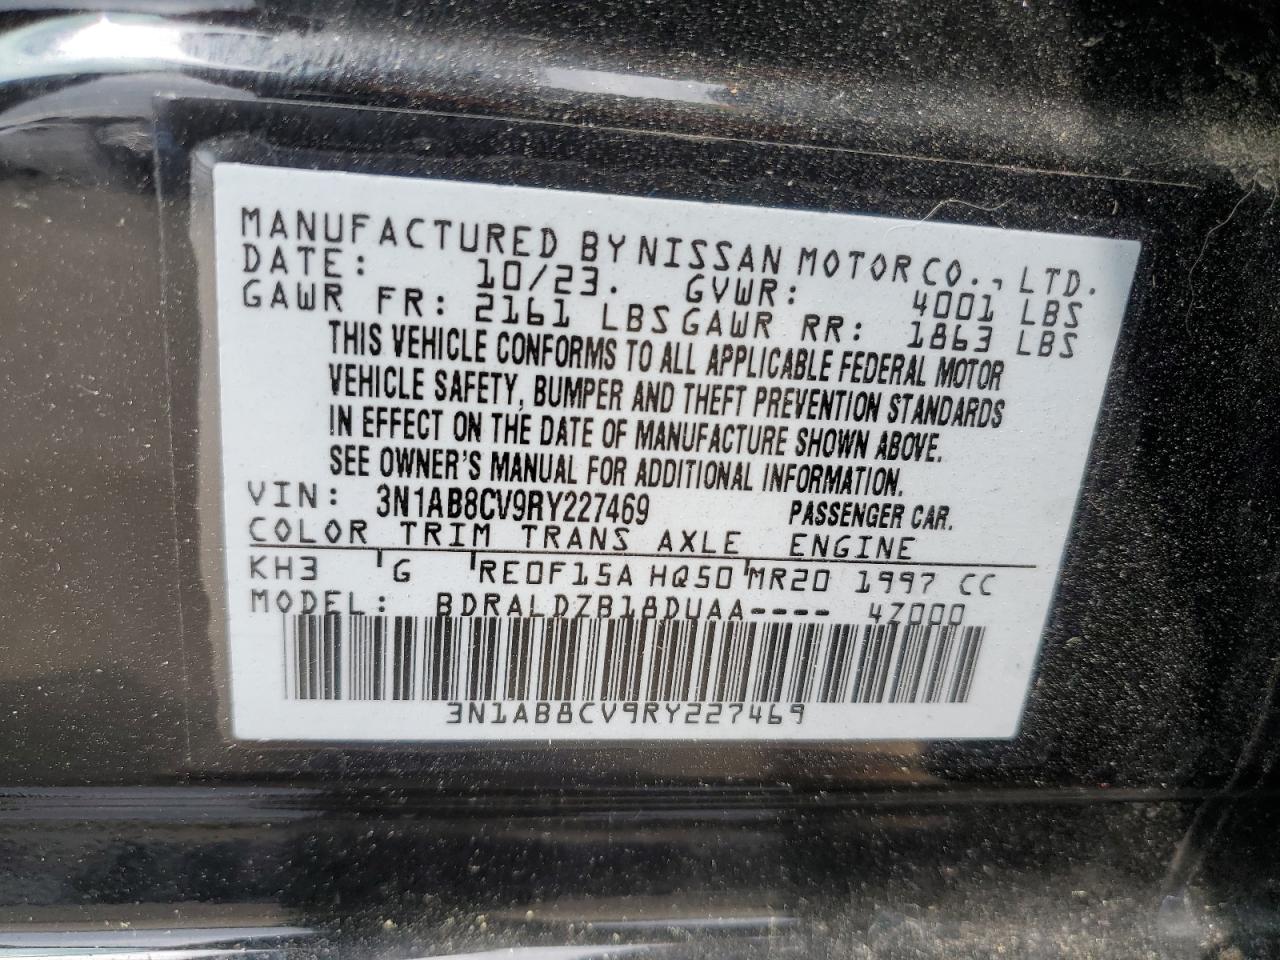 MANUFACTURED BY NISSAN MOTOR CO., LTD.
DATE: 10/23. GVWR: 4001 LBS
GAWR FR: 2161 LBS GAWR RR: 1863 LBS
THIS VEHICLE CONFORMS TO ALL APPLICABLE FEDERAL MOTOR
VEHICLE SAFETY, BUMPER AND THEFT PREVENTION STANDARDS
IN EFFECT ON THE DATE OF MANUFACTURE SHOWN ABOVE.
SEE OWNER'S MANUAL FOR ADDITIONAL INFORMATION.
VIN: 3N1AB8CV9RY227469 PASSENGER CAR.
COLOR TRIM TRANS AXLE ENGINE
KH3 G RE0F15A HQ50 MR20 1997 CC
MODEL: BDRALDZB18DUAA---- 4Z000
3N1AB8CV9RY227469